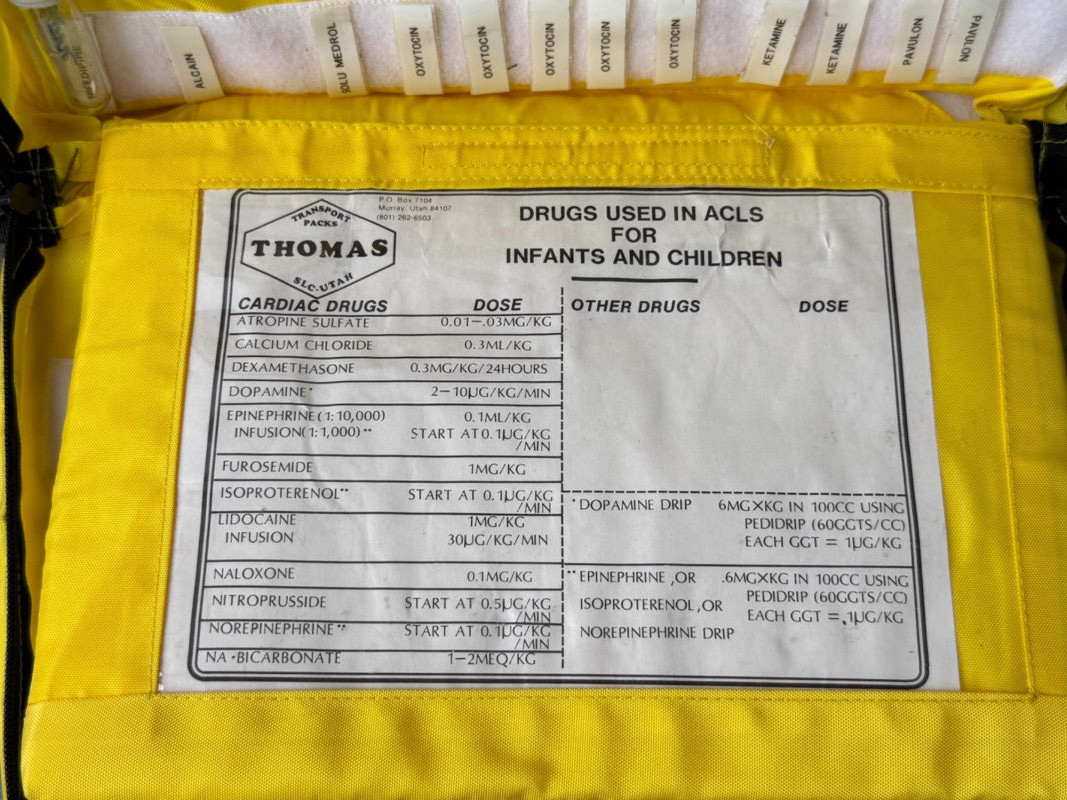 NIFEDIPINE
ALCAIN
SOLU MEDROL
OXYTOCIN
OXYTOCIN
OXYTOCIN
OXYTOCIN
OXYTOCIN
KETAMINE
KETAMINE
PAVULON
PAVULON
TRANSPORT
PACKS
THOMAS
SLC.UTAH
P.O. Box 7104
Murray, Utah 84107
(801) 262-6503
DRUGS USED IN ACLS
FOR
INFANTS AND CHILDREN
CARDIAC DRUGS DOSE
ATROPINE SULFATE 0.01-.03MG/KG
CALCIUM CHLORIDE 0.3ML/KG
DEXAMETHASONE 0.3MG/KG/24HOURS
DOPAMINE* 2-10µG/KG/MIN
EPINEPHRINE(1:10,000) 0.1ML/KG
INFUSION(1:1,000)** START AT 0.1µG/KG
/MIN
FUROSEMIDE 1MG/KG
ISOPROTERENOL** START AT 0.1µG/KG
/MIN
LIDOCAINE 1MG/KG
INFUSION 30µG/KG/MIN
NALOXONE 0.1MG/KG
NITROPRUSSIDE START AT 0.5µG/KG
/MIN
NOREPINEPHRINE** START AT 0.1µG/KG
/MIN
NA•BICARBONATE 1-2MEQ/KG
OTHER DRUGS DOSE
*DOPAMINE DRIP 6MG×KG IN 100CC USING
PEDIDRIP (60GGTS/CC)
EACH GGT = 1µG/KG
**EPINEPHRINE ,OR .6MG×KG IN 100CC USING
ISOPROTERENOL ,OR PEDIDRIP (60GGTS/CC)
NOREPINEPHRINE DRIP EACH GGT = .1µG/KG